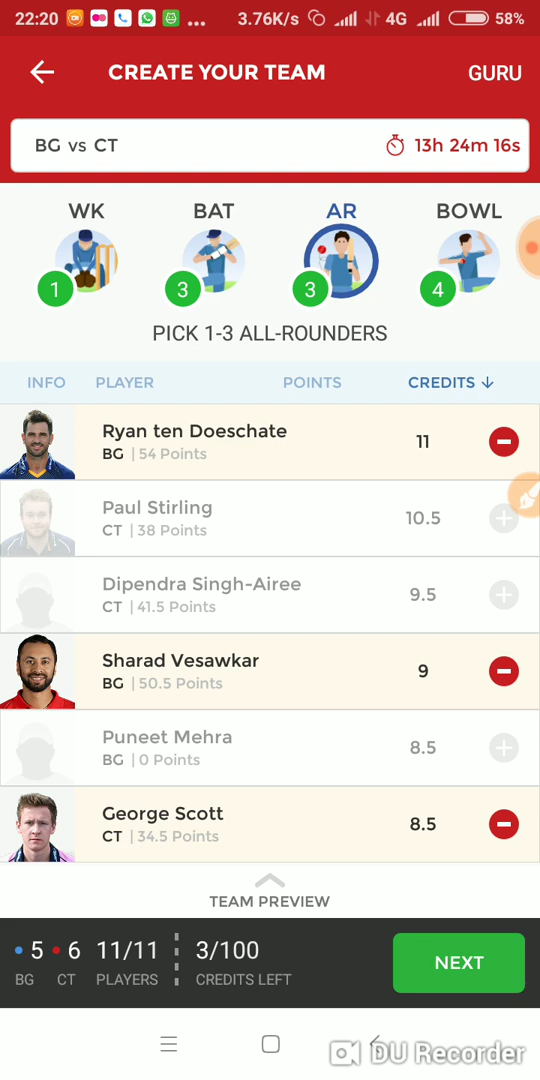 22:20 ... 3.76K/s 4G 58%
CREATE YOUR TEAM GURU
BG vs CT 13h 24m 16s
WK BAT AR BOWL
1 3 3 4
PICK 1-3 ALL-ROUNDERS
INFO PLAYER POINTS CREDITS ↓
Ryan ten Doeschate 11
BG | 54 Points
Paul Stirling 10.5
CT | 38 Points
Dipendra Singh-Airee 9.5
CT | 41.5 Points
Sharad Vesawkar 9
BG | 50.5 Points
Puneet Mehra 8.5
BG | 0 Points
George Scott 8.5
CT | 34.5 Points
TEAM PREVIEW
5 6 11/11 3/100 NEXT
BG CT PLAYERS CREDITS LEFT
DU Recorder